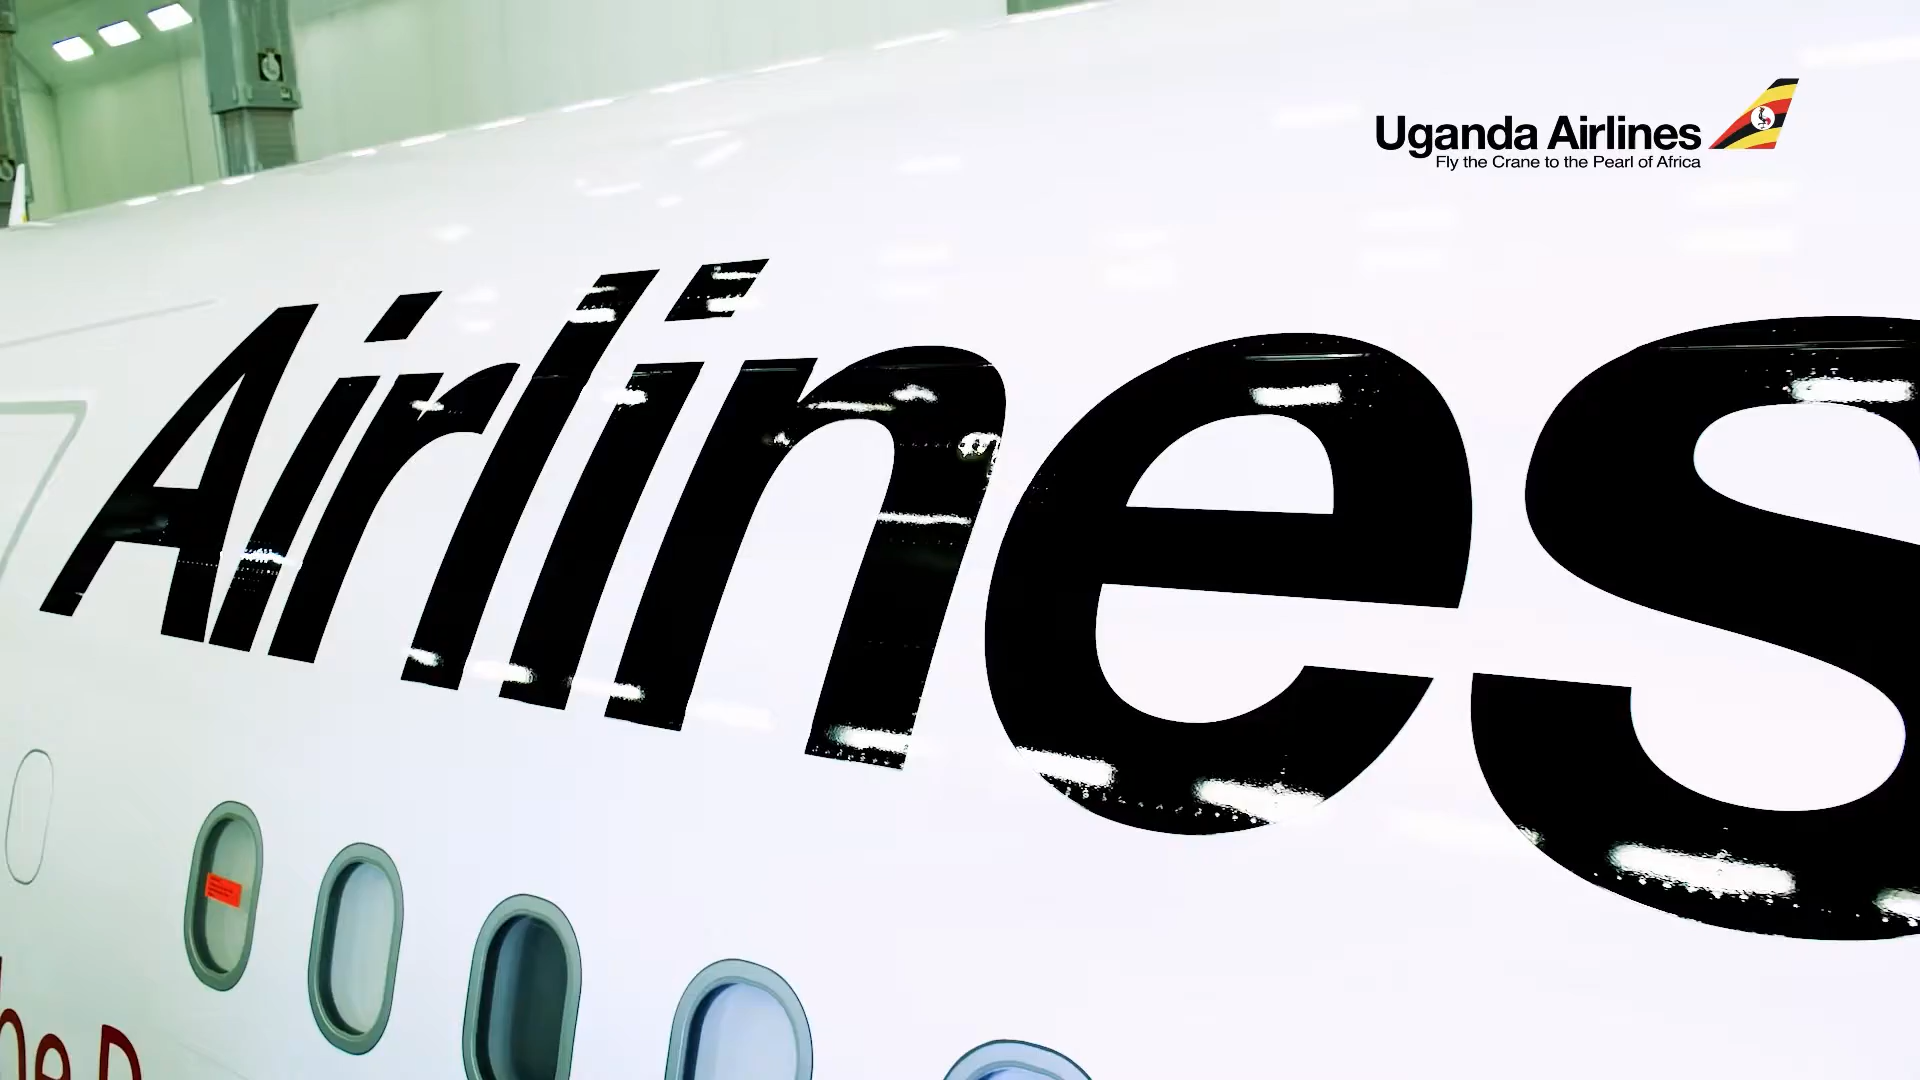 Uganda Airlines
Fly the Crane to the Pearl of Africa
Airlines